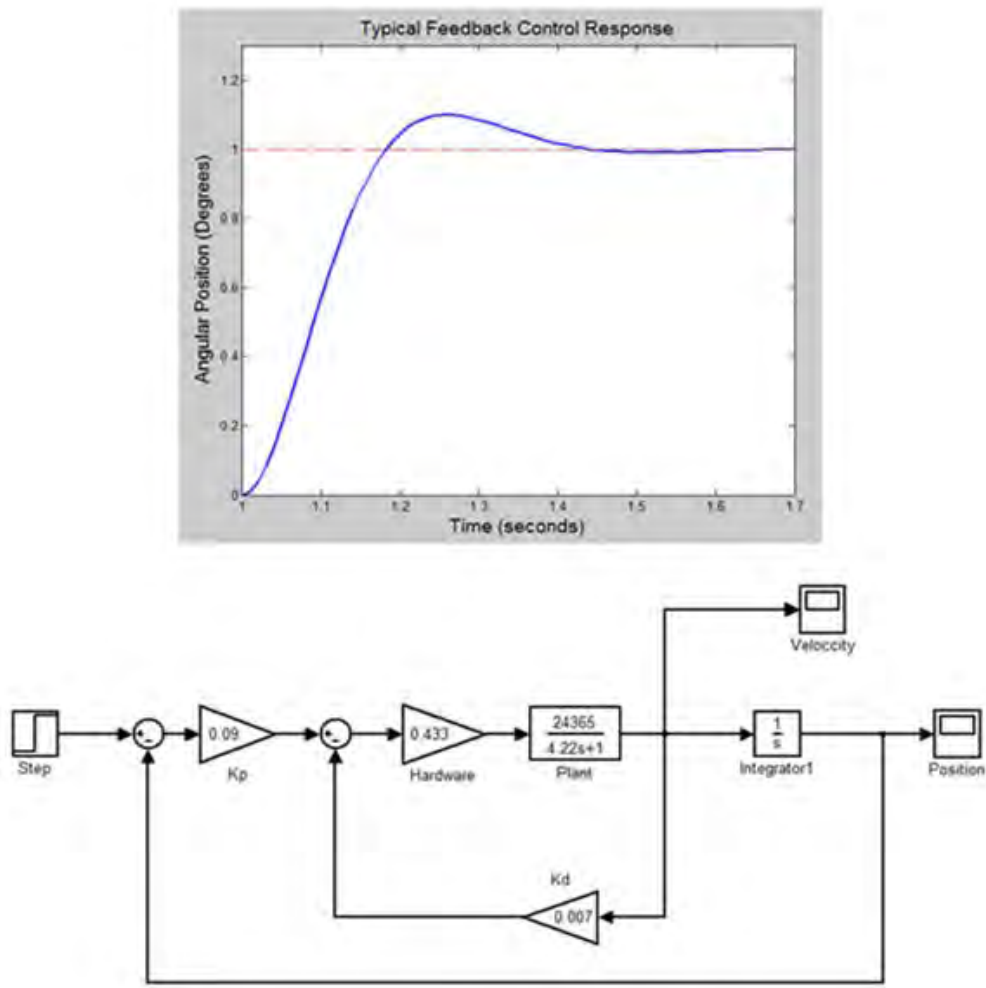 Typical Feedback Control Response
Angular Position (Degrees)
1.2
1
0.8
0.6
0.4
0.2
0
1 1.1 1.2 1.3 1.4 1.5 1.6 1.7
Time (seconds)
Veloccity
Step
0.09
Kp
0.433
Hardware
24365
4.22s+1
Plant
1
s
Integrator1
Position
Kd
0.007